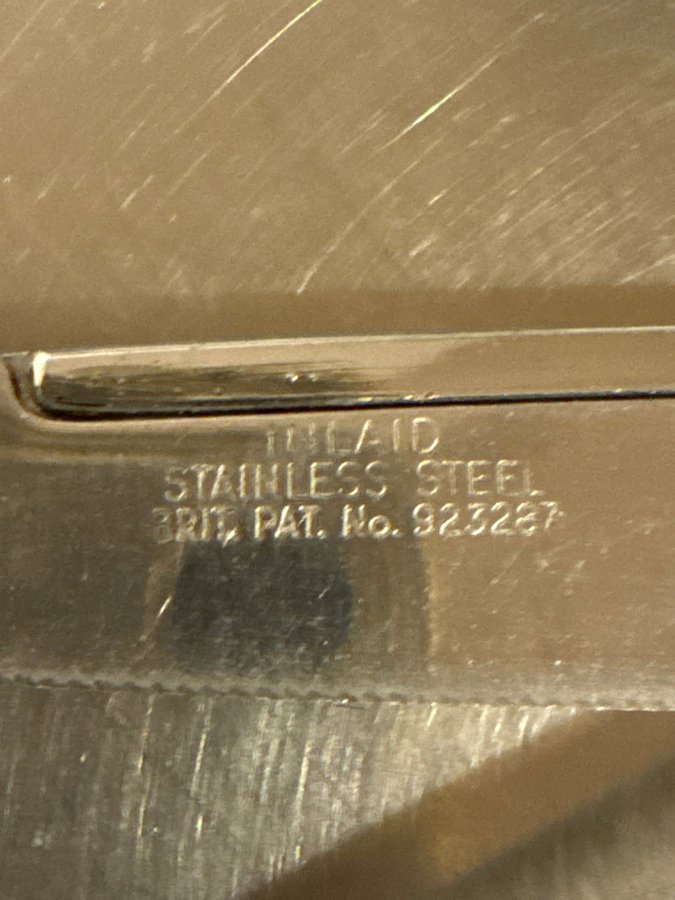 INLAID
STAINLESS STEEL
BRIT. PAT. No. 923287